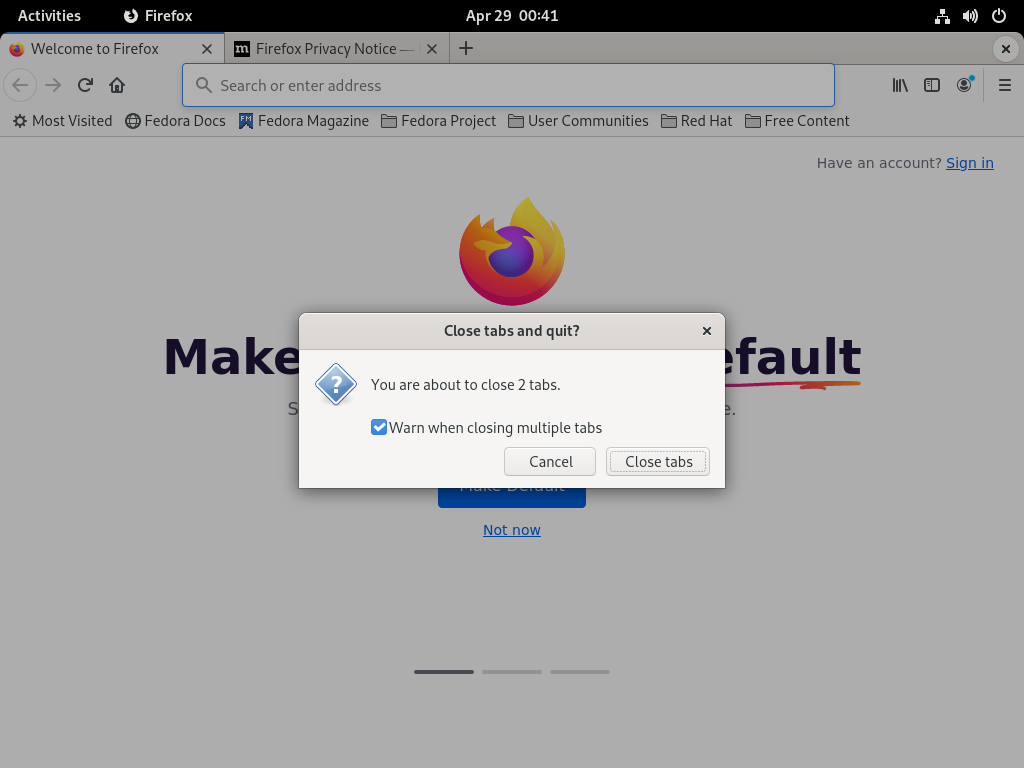 Activities Firefox Apr 29 00:41
Welcome to Firefox Firefox Privacy Notice —
Search or enter address
Most Visited Fedora Docs Fedora Magazine Fedora Project User Communities Red Hat Free Content
Have an account? Sign in
Close tabs and quit?
Make efault
You are about to close 2 tabs.
Warn when closing multiple tabs
Cancel Close tabs
Make Default
Not now